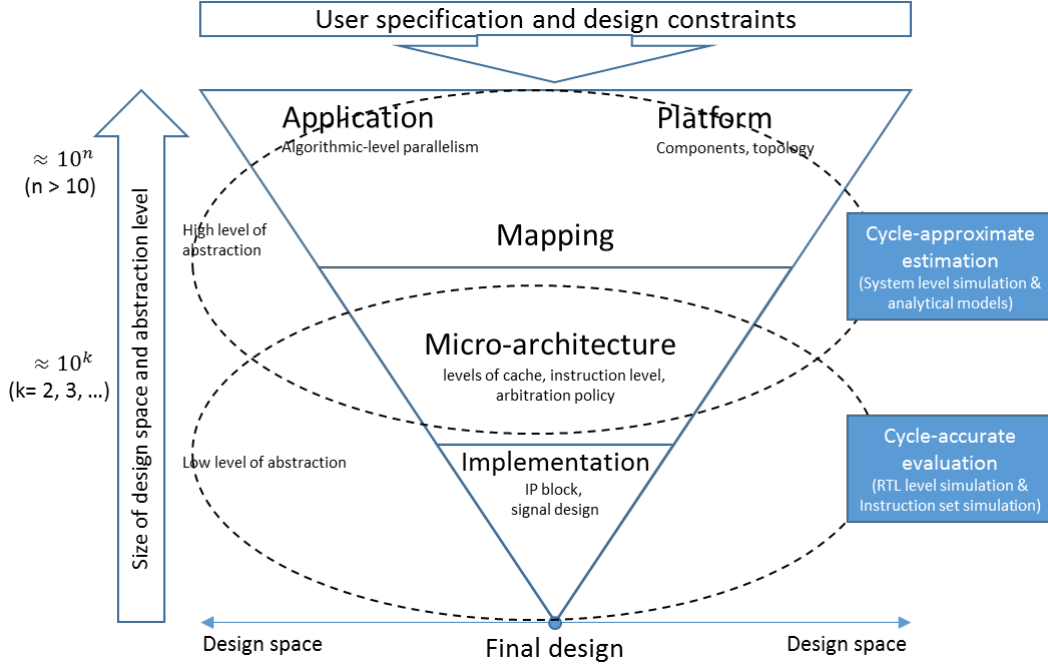 User specification and design constraints
Application
Algorithmic-level parallelism
Platform
Components, topology
≈ 10ⁿ
(n > 10)
High level of
abstraction
Mapping
Cycle-approximate
estimation
(System level simulation &
analytical models)
Size of design space and abstraction level
Micro-architecture
levels of cache, instruction level,
arbitration policy
≈ 10ᵏ
(k= 2, 3, …)
Low level of abstraction
Implementation
IP block,
signal design
Cycle-accurate
evaluation
(RTL level simulation &
Instruction set simulation)
Design space
Final design
Design space